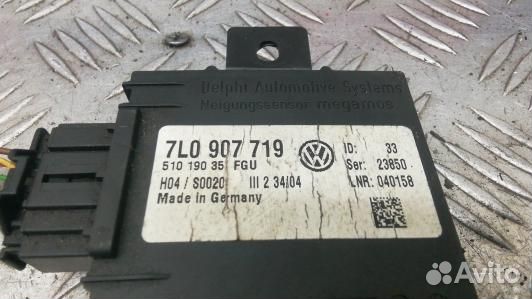 Delphi Automotive Systems
Neigungssensor megamos
7L0 907 719
ID: 33
510 190 35 FGU
Ser: 23850
H04 / S0020 III 2 34/04
LNR: 040158
Made in Germany
Avito